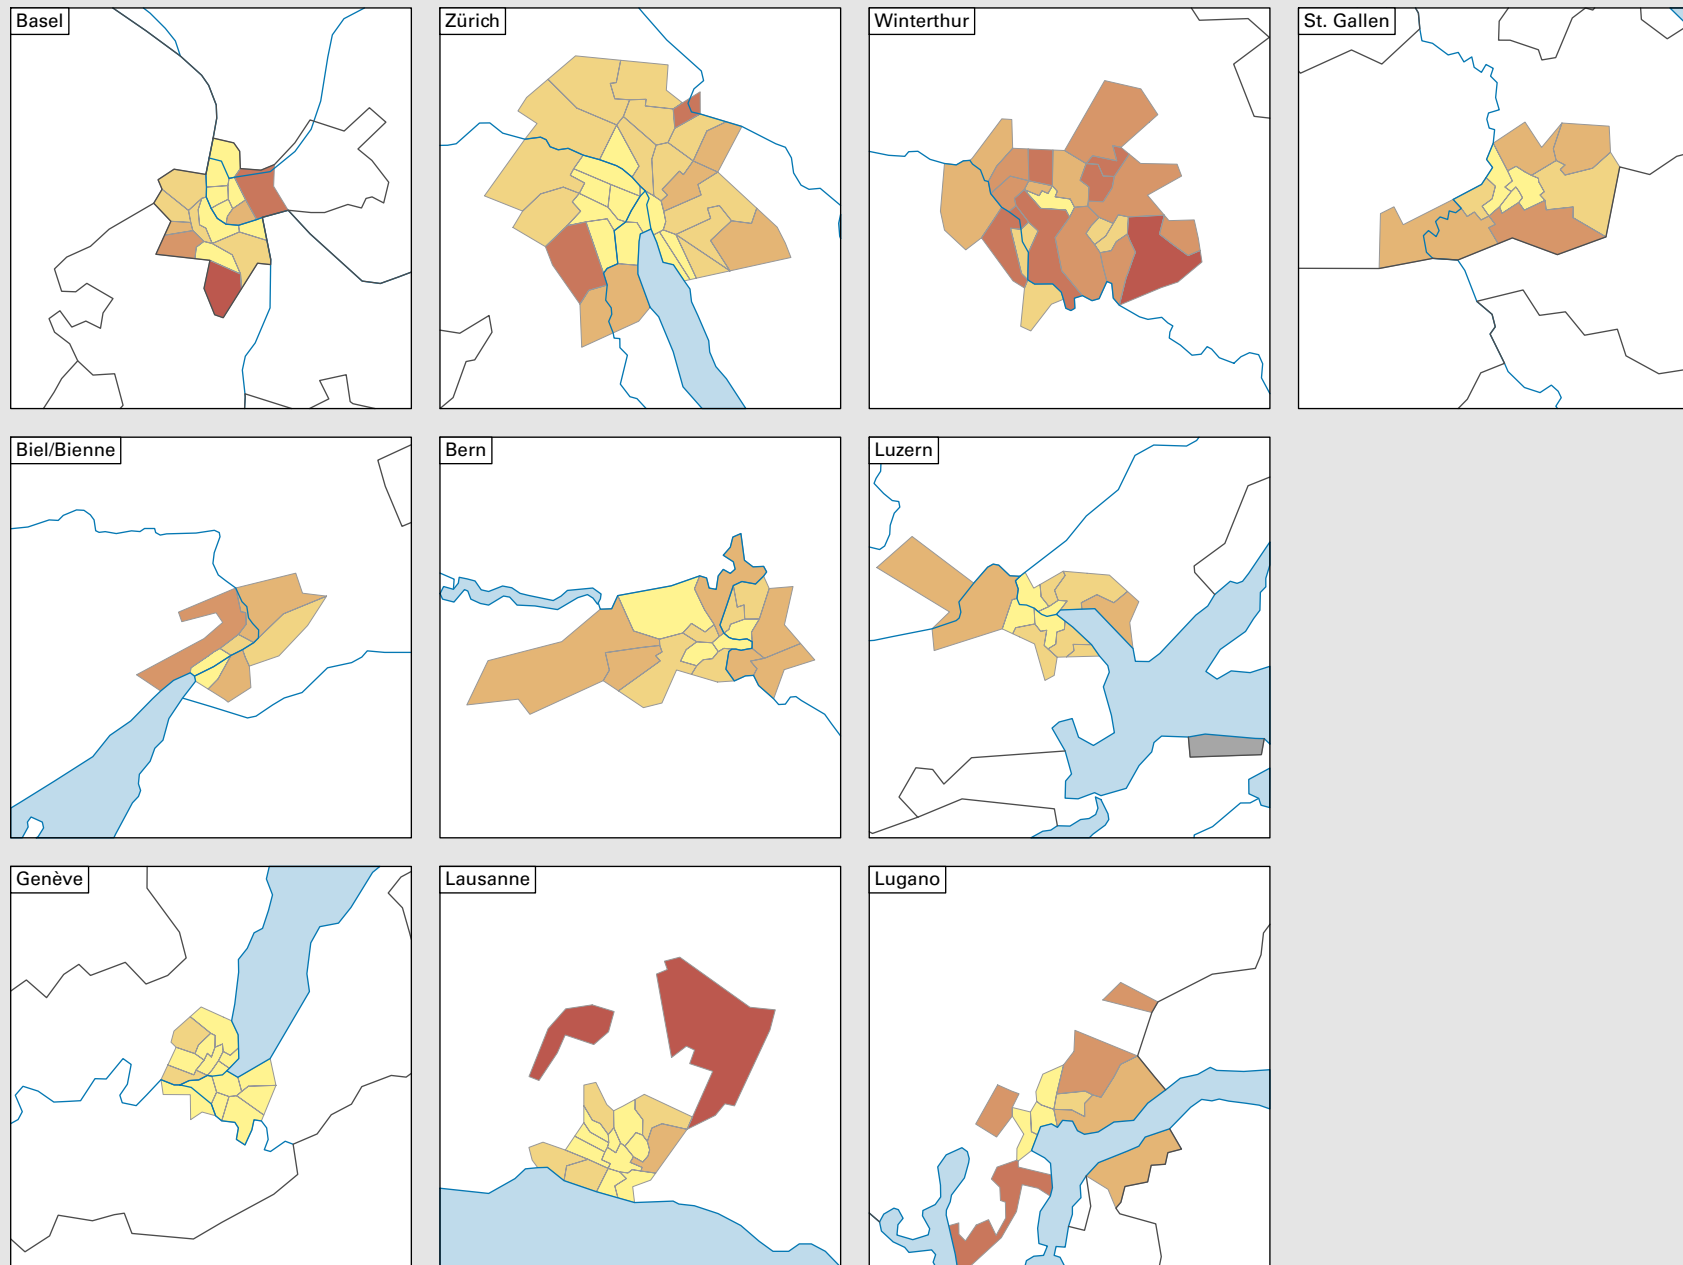 Basel
Zürich
Winterthur
St. Gallen
Biel/Bienne
Bern
Luzern
Genève
Lausanne
Lugano